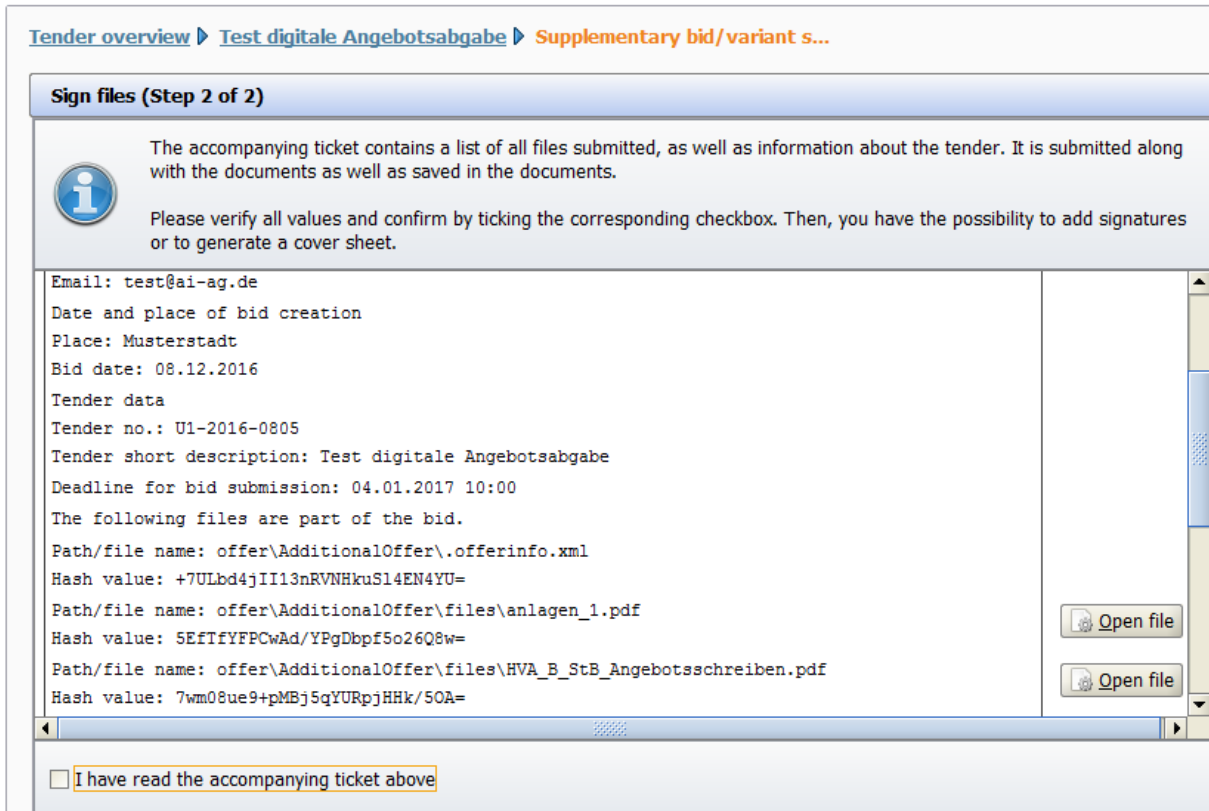 Tender overview Test digitale Angebotsabgabe Supplementary bid/variant s...
Sign files (Step 2 of 2)
The accompanying ticket contains a list of all files submitted, as well as information about the tender. It is submitted along
with the documents as well as saved in the documents.
Please verify all values and confirm by ticking the corresponding checkbox. Then, you have the possibility to add signatures
or to generate a cover sheet.
Email: test@ai-ag.de
Date and place of bid creation
Place: Musterstadt
Bid date: 08.12.2016
Tender data
Tender no.: U1-2016-0805
Tender short description: Test digitale Angebotsabgabe
Deadline for bid submission: 04.01.2017 10:00
The following files are part of the bid.
Path/file name: offer\AdditionalOffer\.offerinfo.xml
Hash value: +7ULbd4jII13nRVNHkuSl4EN4YU=
Path/file name: offer\AdditionalOffer\files\anlagen_1.pdf
Open file
Hash value: 5EfTfYFPCwAd/YPgDbpf5o26Q8w=
Path/file name: offer\AdditionalOffer\files\HVA_B_StB_Angebotsschreiben.pdf
Open file
Hash value: 7wm08ue9+pMBj5qYURpjHHk/5OA=
I have read the accompanying ticket above